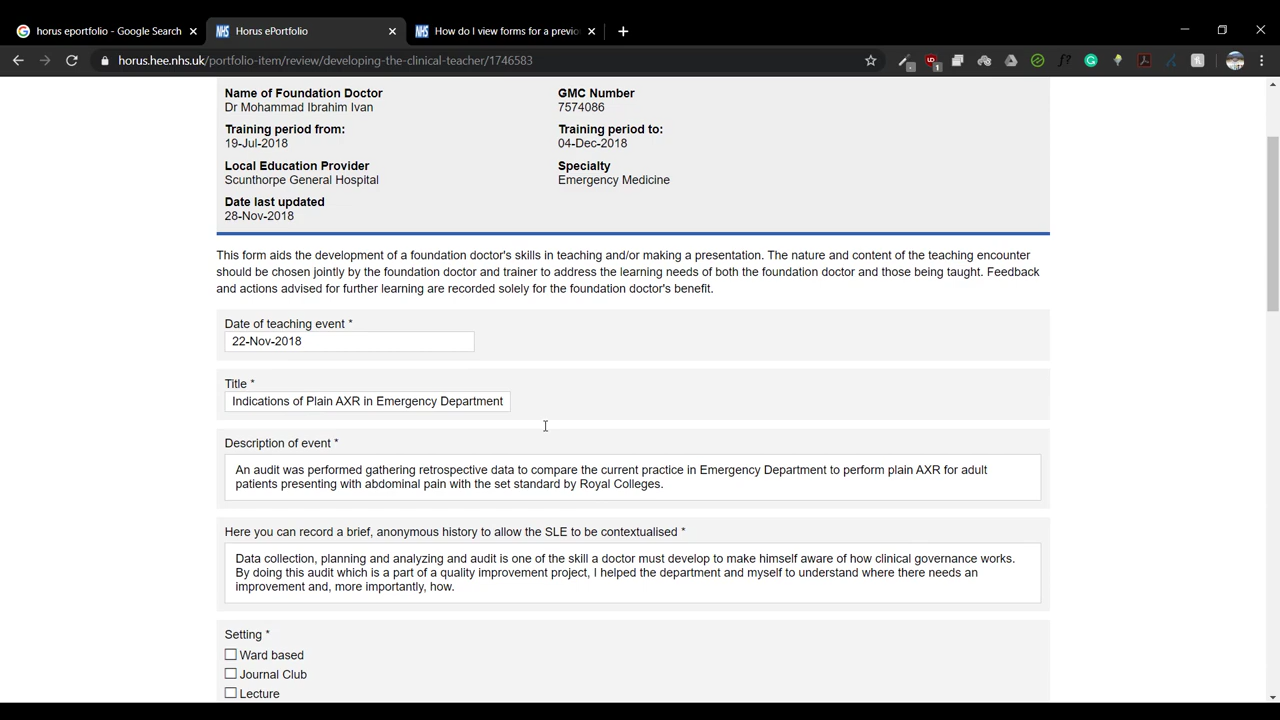 horus eportfolio - Google Search
NHS Horus ePortfolio
NHS How do I view forms for a previo
horus.hee.nhs.uk/portfolio-item/review/developing-the-clinical-teacher/1746583
Name of Foundation Doctor GMC Number
Dr Mohammad Ibrahim Ivan 7574086
Training period from: Training period to:
19-Jul-2018 04-Dec-2018
Local Education Provider Specialty
Scunthorpe General Hospital Emergency Medicine
Date last updated
28-Nov-2018
This form aids the development of a foundation doctor's skills in teaching and/or making a presentation. The nature and content of the teaching encounter
should be chosen jointly by the foundation doctor and trainer to address the learning needs of both the foundation doctor and those being taught. Feedback
and actions advised for further learning are recorded solely for the foundation doctor's benefit.
Date of teaching event *
22-Nov-2018
Title *
Indications of Plain AXR in Emergency Department
Description of event *
An audit was performed gathering retrospective data to compare the current practice in Emergency Department to perform plain AXR for adult
patients presenting with abdominal pain with the set standard by Royal Colleges.
Here you can record a brief, anonymous history to allow the SLE to be contextualised *
Data collection, planning and analyzing and audit is one of the skill a doctor must develop to make himself aware of how clinical governance works.
By doing this audit which is a part of a quality improvement project, I helped the department and myself to understand where there needs an
improvement and, more importantly, how.
Setting *
Ward based
Journal Club
Lecture